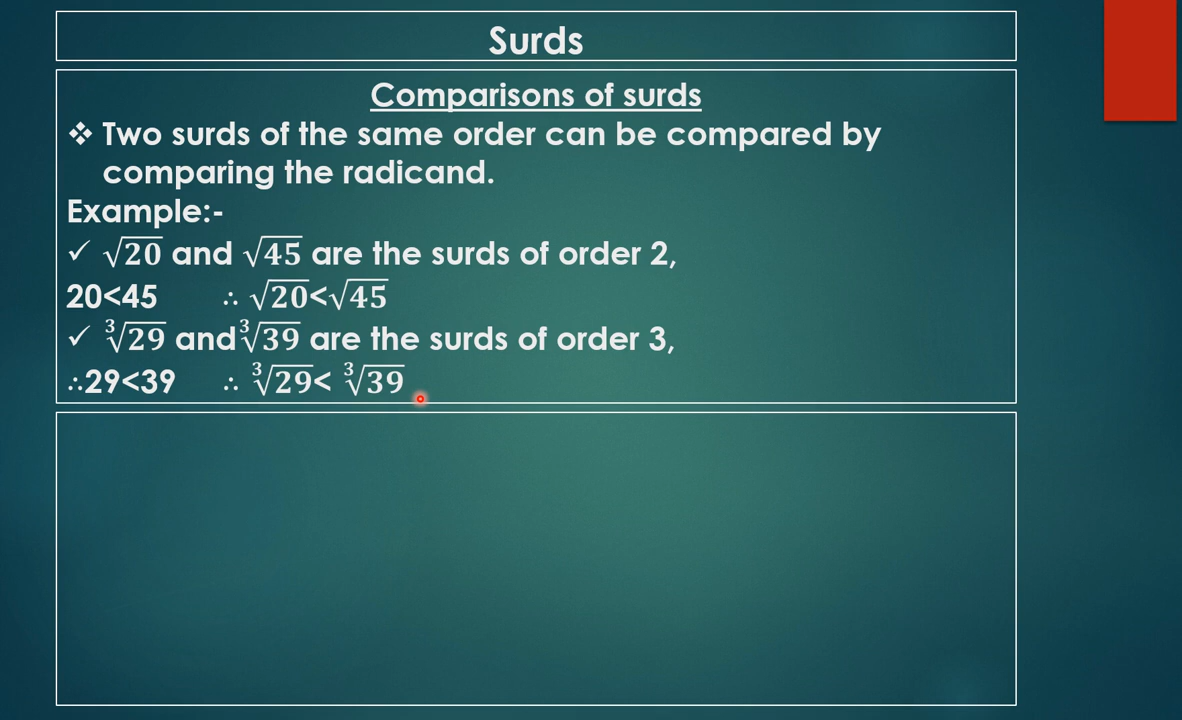 Surds
Comparisons of surds
❖ Two surds of the same order can be compared by
comparing the radicand.
Example:-
✓ √20 and √45 are the surds of order 2,
20<45 ∴ √20<√45
✓ ∛29 and∛39 are the surds of order 3,
∴29<39 ∴ ∛29< ∛39